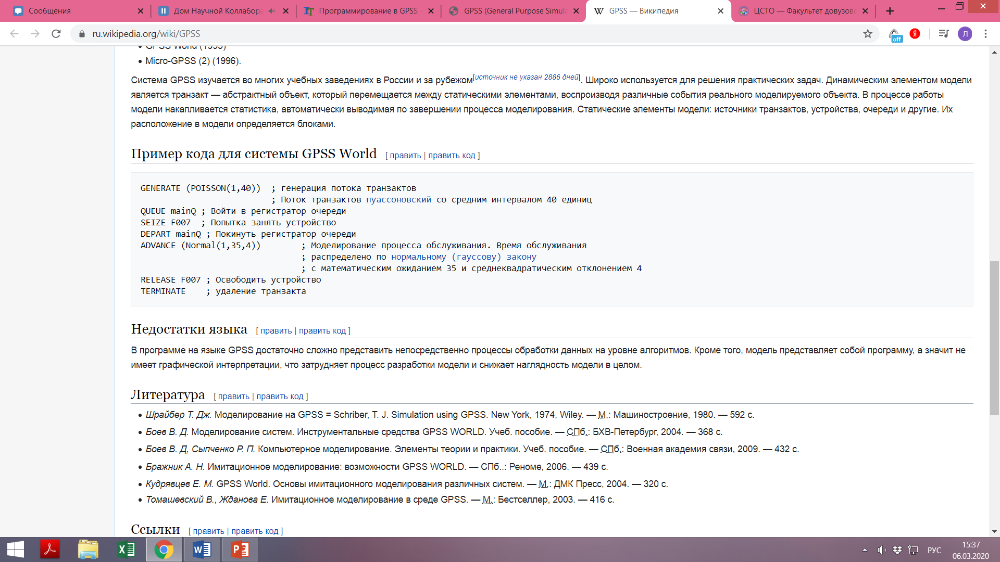 Сообщения
Дом Научной Коллабора
Программирование в GPSS -
GPSS (General Purpose Simula
W GPSS — Википедия
ЦСТО — Факультет довузовс
ru.wikipedia.org/wiki/GPSS
off
Я
Л
GPSS World (1993)
• Micro-GPSS (2) (1996).
Система GPSS изучается во многих учебных заведениях в России и за рубежом[источник не указан 2886 дней]. Широко используется для решения практических задач. Динамическим элементом модели
является транзакт — абстрактный объект, который перемещается между статическими элементами, воспроизводя различные события реального моделируемого объекта. В процессе работы
модели накапливается статистика, автоматически выводимая по завершении процесса моделирования. Статические элементы модели: источники транзактов, устройства, очереди и другие. Их
расположение в модели определяется блоками.
Пример кода для системы GPSS World [ править | править код ]
GENERATE (POISSON(1,40)) ; генерация потока транзактов
; Поток транзактов пуассоновский со средним интервалом 40 единиц
QUEUE mainQ ; Войти в регистратор очереди
SEIZE F007 ; Попытка занять устройство
DEPART mainQ ; Покинуть регистратор очереди
ADVANCE (Normal(1,35,4)) ; Моделирование процесса обслуживания. Время обслуживания
; распределено по нормальному (гауссову) закону
; с математическим ожиданием 35 и среднеквадратическим отклонением 4
RELEASE F007 ; Освободить устройство
TERMINATE ; удаление транзакта
Недостатки языка [ править | править код ]
В программе на языке GPSS достаточно сложно представить непосредственно процессы обработки данных на уровне алгоритмов. Кроме того, модель представляет собой программу, а значит не
имеет графической интерпретации, что затрудняет процесс разработки модели и снижает наглядность модели в целом.
Литература [ править | править код ]
• Шрайбер Т. Дж. Моделирование на GPSS = Schriber, T. J. Simulation using GPSS. New York, 1974, Wiley. — М.: Машиностроение, 1980. — 592 с.
• Боев В. Д. Моделирование систем. Инструментальные средства GPSS WORLD. Учеб. пособие. — СПб.: БХВ-Петербург, 2004. — 368 с.
• Боев В. Д, Сыпченко Р. П. Компьютерное моделирование. Элементы теории и практики. Учеб. пособие. — СПб.: Военная академия связи, 2009. — 432 с.
• Бражник А. Н. Имитационное моделирование: возможности GPSS WORLD. — СПб..: Реноме, 2006. — 439 с.
• Кудрявцев Е. М. GPSS World. Основы имитационного моделирования различных систем. — М.: ДМК Пресс, 2004. — 320 с.
• Томашевский В., Жданова Е. Имитационное моделирование в среде GPSS. — М.: Бестселлер, 2003. — 416 с.
Ссылки [ править | править код ]
РУС
15:37
06.03.2020